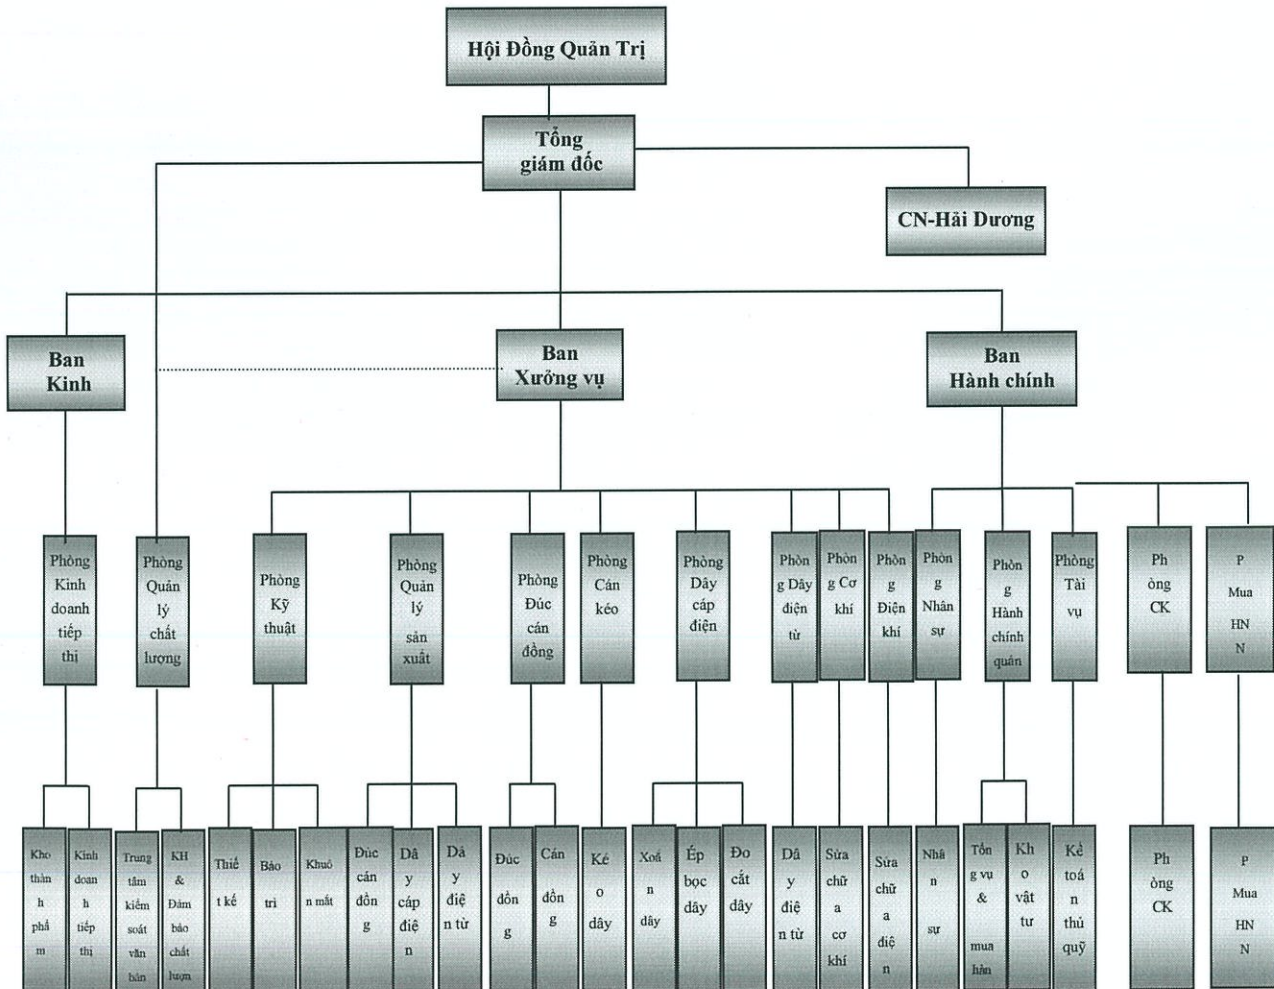 Hội Đồng Quản Trị
Tổng
giám đốc
CN-Hải Dương
Ban
Kinh
Ban
Xưởng vụ
Ban
Hành chính
Phòng
Kinh
doanh
tiếp
thị
Phòng
Quản
lý
chất
lượng
Phòng
Kỹ
thuật
Phòng
Quản
lý
sản
xuất
Phòng
Đúc
cán
đồng
Phòng
Cán
kéo
Phòng
Dây
cáp
điện
Phòn
g Dây
điện
từ
Phòn
g Cơ
khí
Phòn
g
Điện
khí
Phòn
g
Nhân
sự
Phòn
g
Hành
chính
quản
Phòng
Tài
vụ
Ph
òng
CK
P
Mua
HN
N
Kho
thàn
h
phẩ
m
Kinh
doan
h
tiếp
thị
Trung
tâm
kiểm
soát
văn
bản
KH
&
Đảm
bảo
chất
lượn
Thiế
t kế
Bảo
trì
Khuô
n mắt
Đúc
cán
đồn
g
Dâ
y
cáp
điệ
n
Dâ
y
điệ
n từ
Đúc
đồn
g
Cán
đồn
g
Ké
o
dây
Xoắ
n
dây
Ép
bọc
dây
Đo
cắt
dây
Dâ
y
điệ
n từ
Sửa
chữ
a
cơ
khí
Sửa
chữ
a
điệ
n
Nhâ
n
sự
Tổn
g vụ
&
mua
hàn
Kh
o
vật
tư
Kế
toá
n
thủ
quỹ
Ph
òng
CK
P
Mua
HN
N